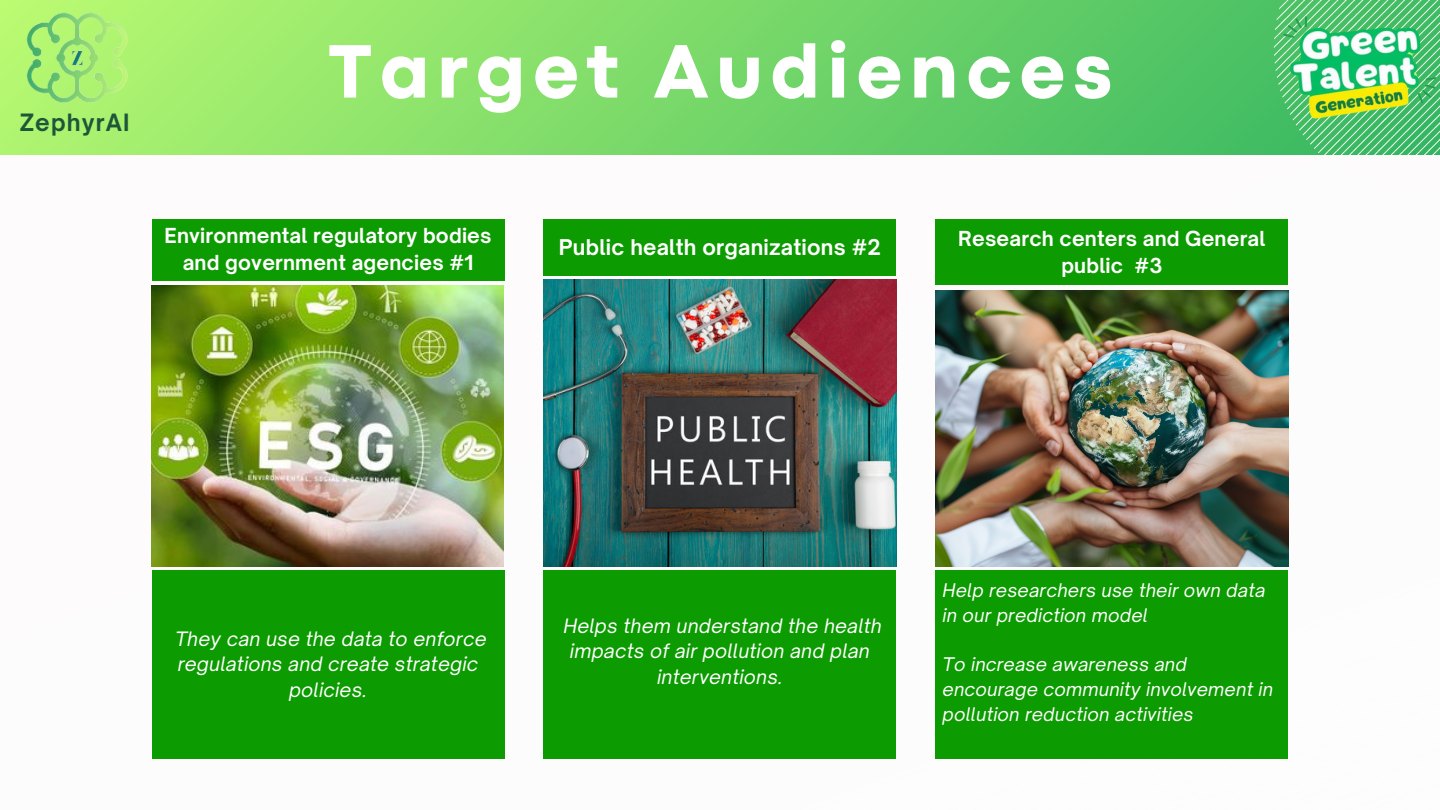 Z
ZephyrAI
Target Audiences
Green
Talent
Generation
Environmental regulatory bodies
and government agencies #1
ESG
ENVIRONMENTAL, SOCIAL & GOVERNANCE
They can use the data to enforce
regulations and create strategic
policies.
Public health organizations #2
PUBLIC
HEALTH
Helps them understand the health
impacts of air pollution and plan
interventions.
Research centers and General
public #3
Help researchers use their own data
in our prediction model
To increase awareness and
encourage community involvement in
pollution reduction activities